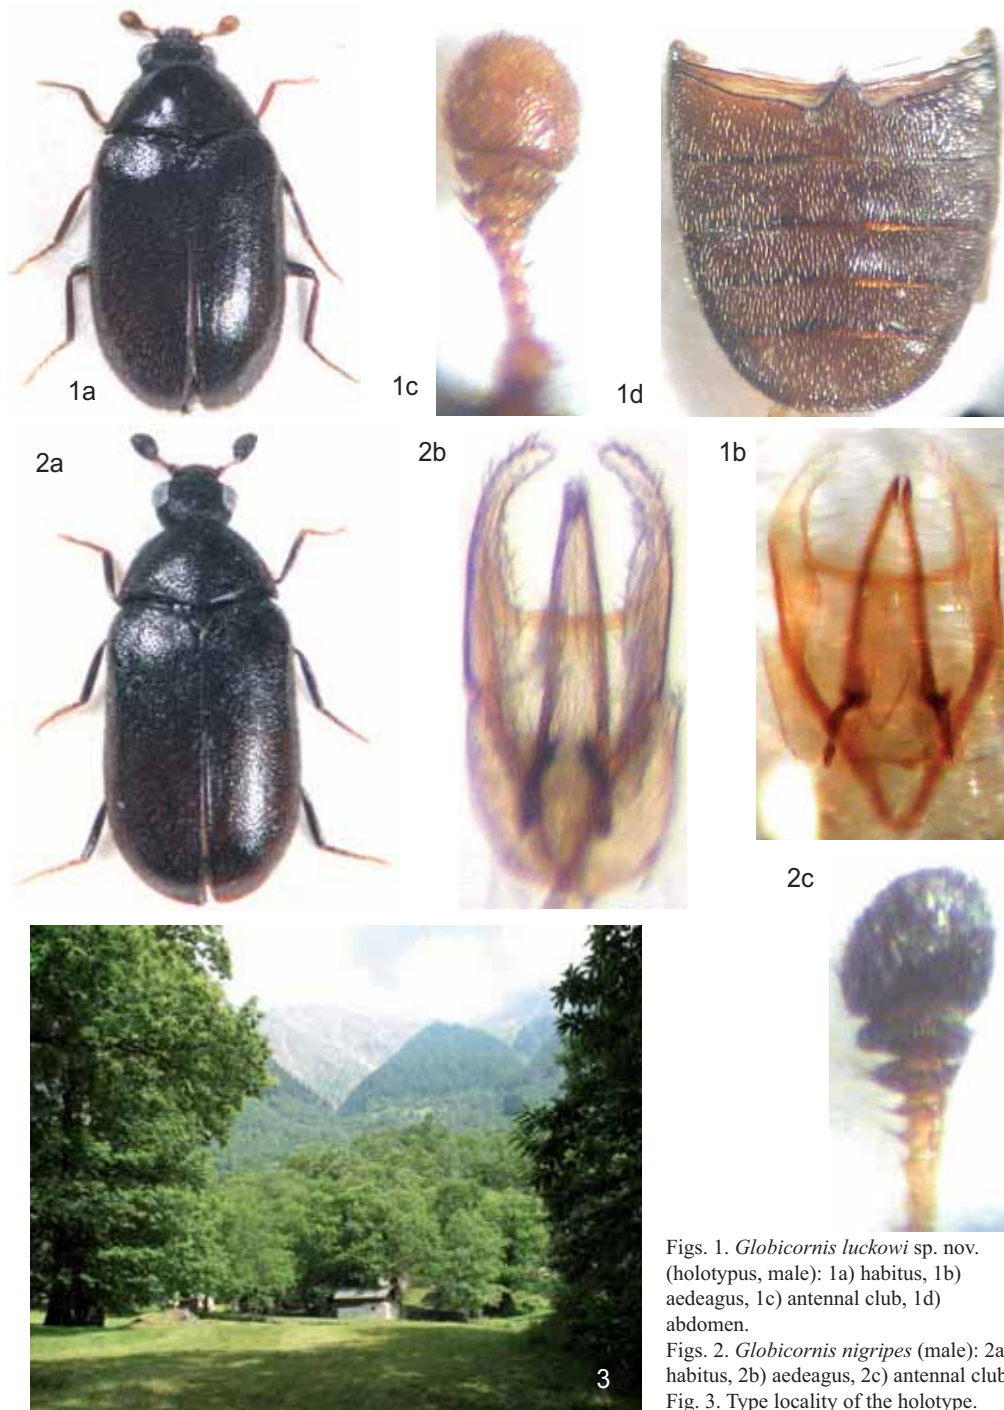 1a
1c
1d
2a
2b
1b
2c
3
Figs. 1. Globicornis luckowi sp. nov.
(holotypus, male): 1a) habitus, 1b)
aedeagus, 1c) antennal club, 1d)
abdomen.
Figs. 2. Globicornis nigripes (male): 2a
habitus, 2b) aedeagus, 2c) antennal club
Fig. 3. Type locality of the holotype.